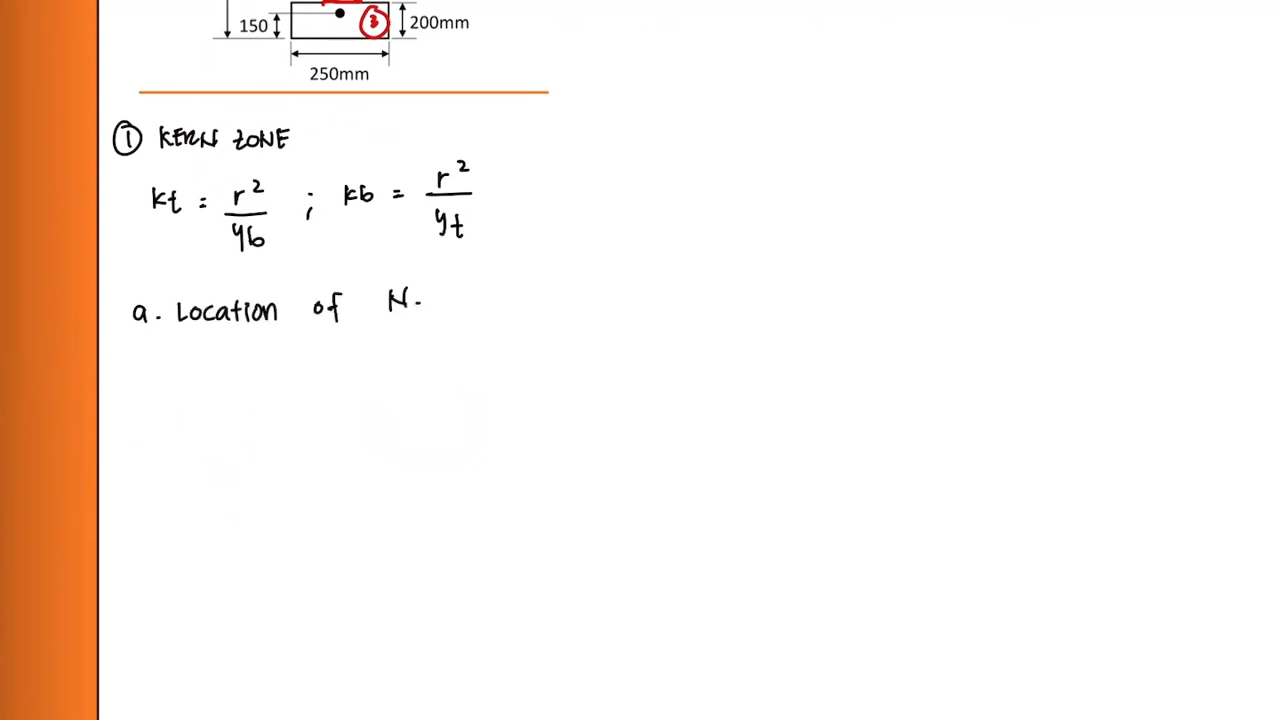 150 ③ 200mm
250mm
① KERN ZONE
kt = r²/yb ; kb = r²/yt
a. Location of N.